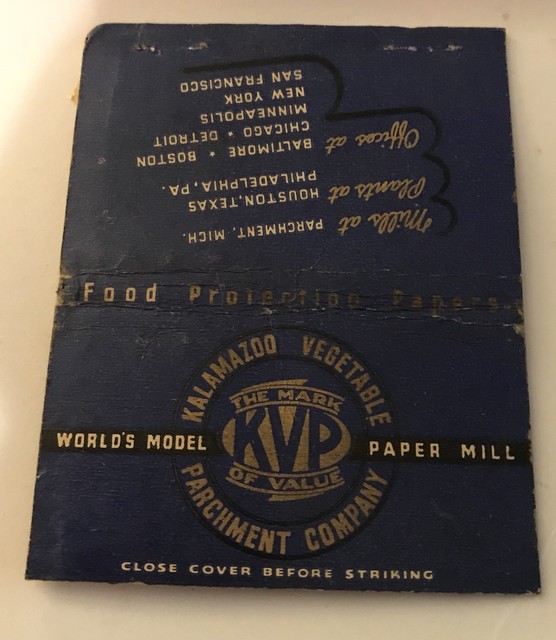 Mills at PARCHMENT, MICH.
Plants at HOUSTON, TEXAS
PHILADELPHIA, PA.
Offices at BALTIMORE • BOSTON
CHICAGO • DETROIT
MINNEAPOLIS
NEW YORK
SAN FRANCISCO
Food Protection Papers
KALAMAZOO VEGETABLE
THE MARK
WORLD'S MODEL KVP PAPER MILL
OF VALUE
PARCHMENT COMPANY
CLOSE COVER BEFORE STRIKING